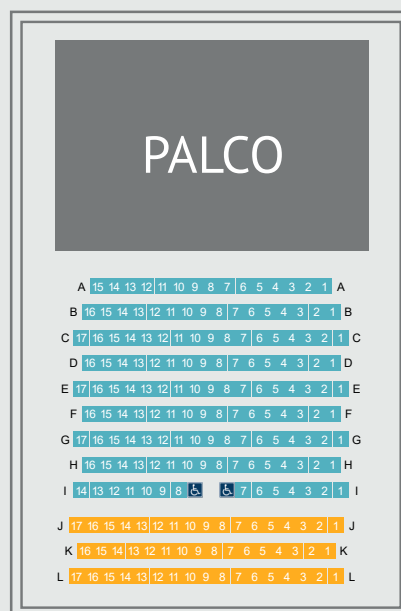 PALCO
A 15 14 13 12 11 10 9 8 7 6 5 4 3 2 1 A
B 16 15 14 13 12 11 10 9 8 7 6 5 4 3 2 1 B
C 17 16 15 14 13 12 11 10 9 8 7 6 5 4 3 2 1 C
D 16 15 14 13 12 11 10 9 8 7 6 5 4 3 2 1 D
E 17 16 15 14 13 12 11 10 9 8 7 6 5 4 3 2 1 E
F 16 15 14 13 12 11 10 9 8 7 6 5 4 3 2 1 F
G 17 16 15 14 13 12 11 10 9 8 7 6 5 4 3 2 1 G
H 16 15 14 13 12 11 10 9 8 7 6 5 4 3 2 1 H
I 14 13 12 11 10 9 8 7 6 5 4 3 2 1 I
J 17 16 15 14 13 12 11 10 9 8 7 6 5 4 3 2 1 J
K 16 15 14 13 12 11 10 9 8 7 6 5 4 3 2 1 K
L 17 16 15 14 13 12 11 10 9 8 7 6 5 4 3 2 1 L